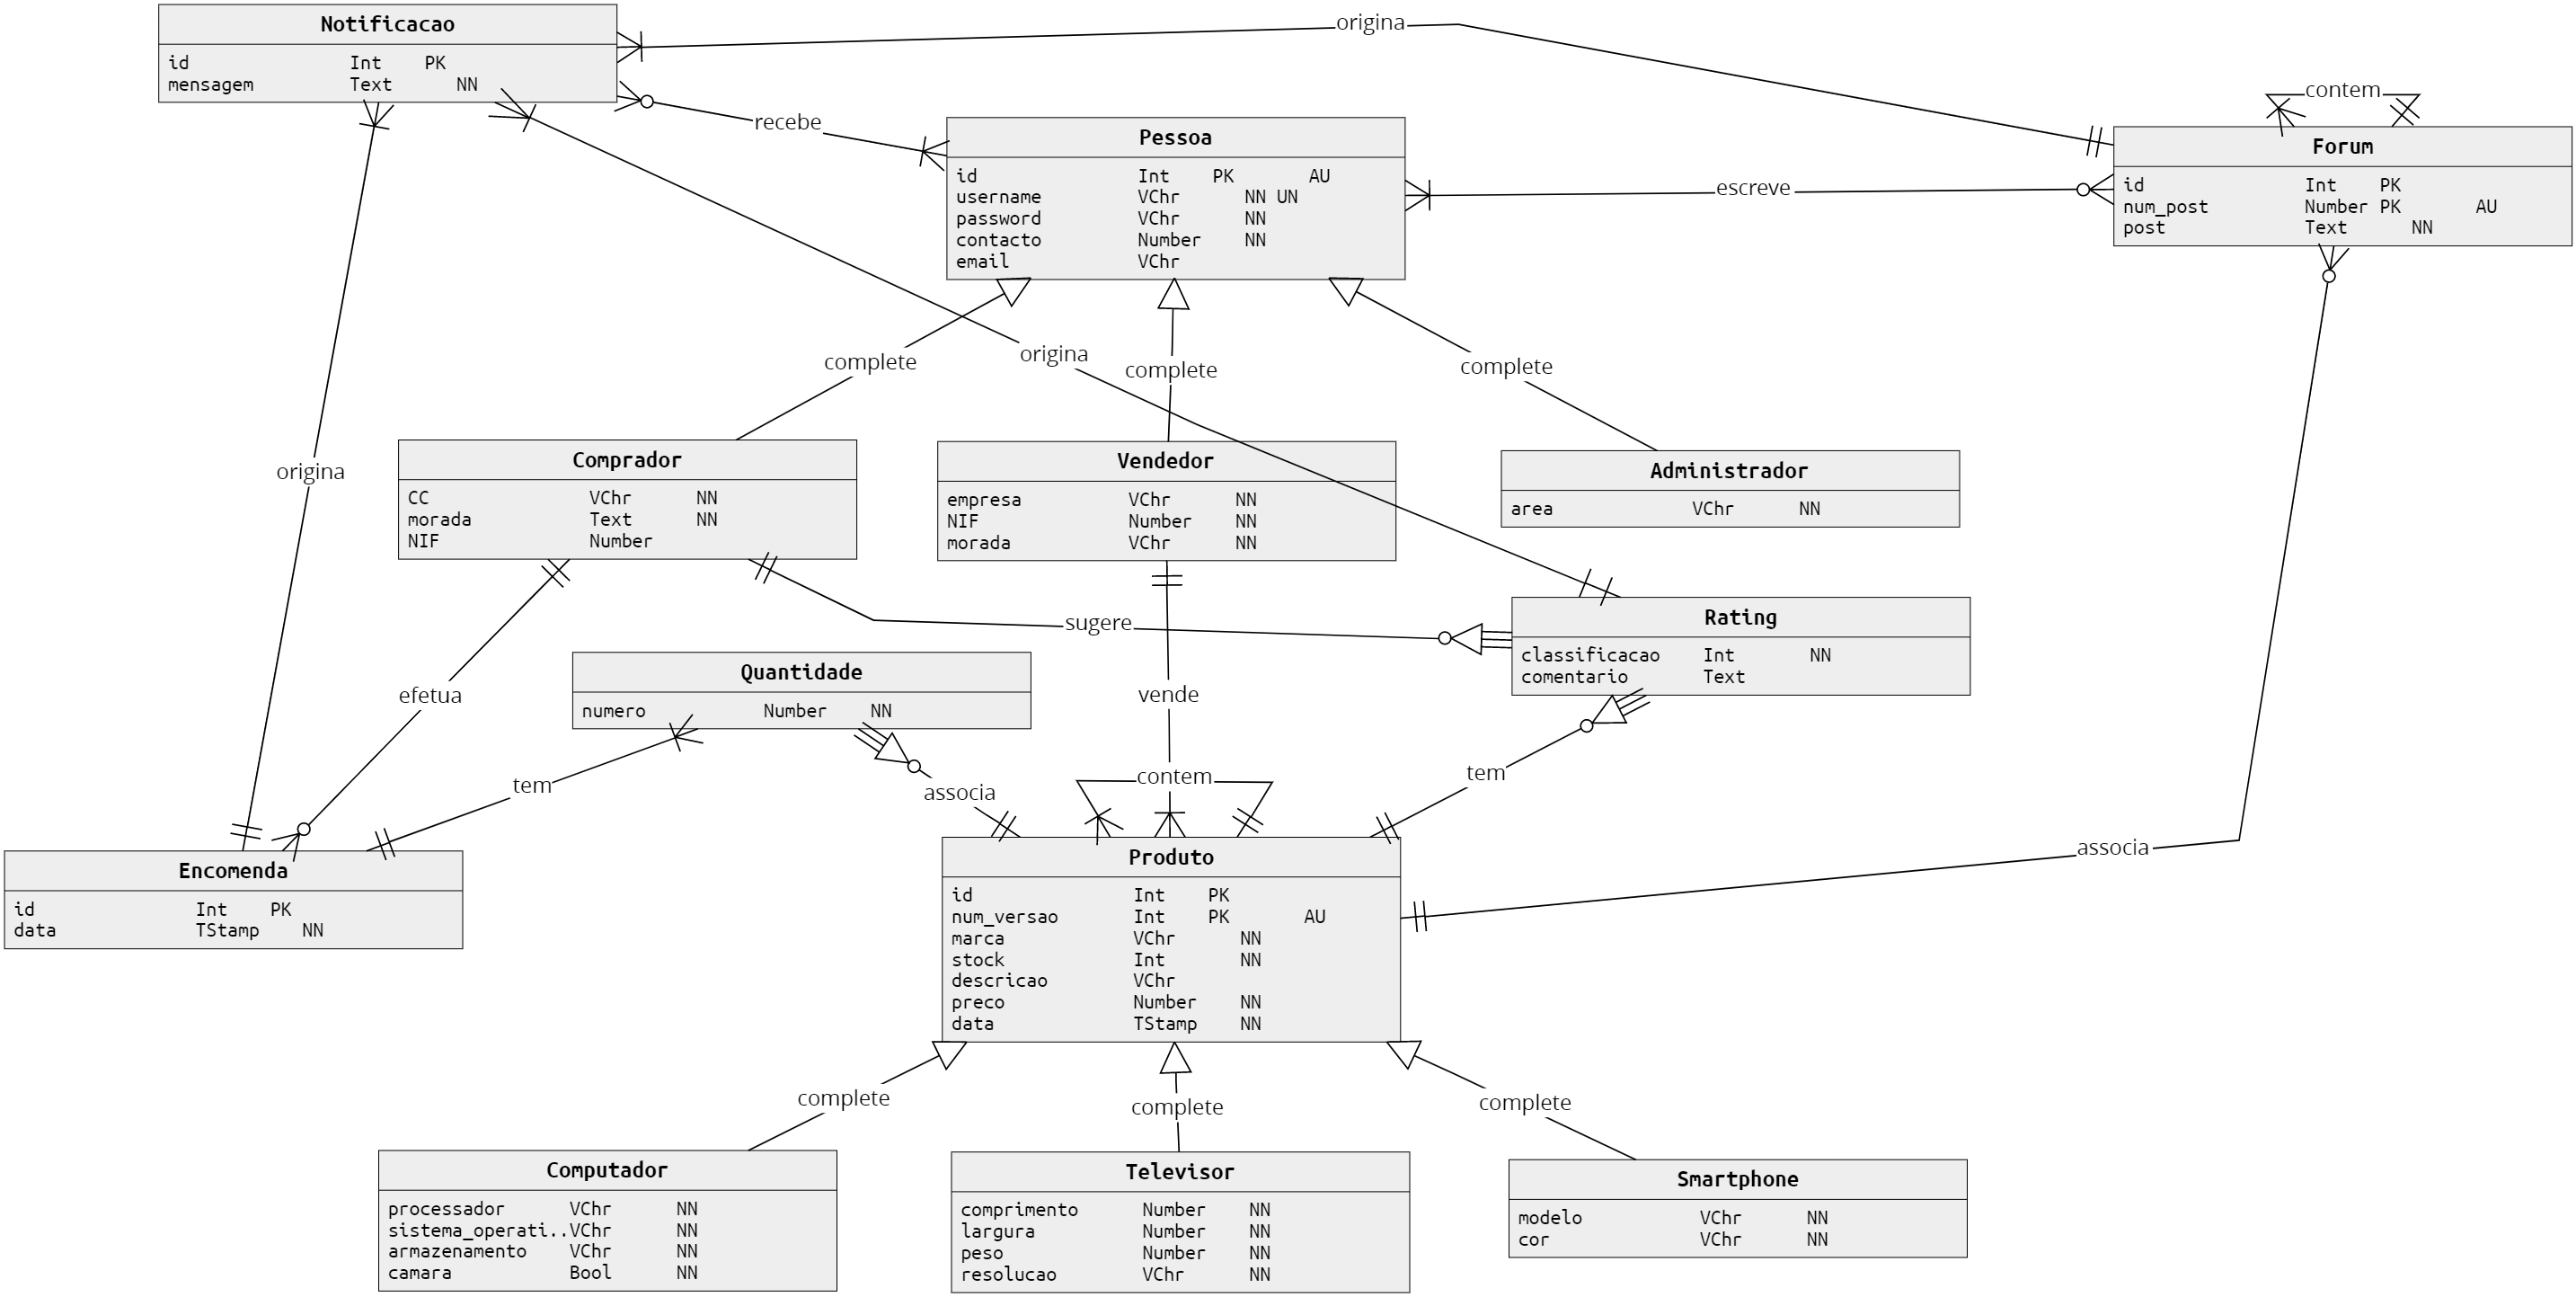 Notificacao
id Int PK
mensagem Text NN
origina
recebe
contem
Pessoa
id Int PK AU
username VChr NN UN
password VChr NN
contacto Number NN
email VChr
escreve
Forum
id Int PK
num_post Number PK AU
post Text NN
complete
origina
complete
complete
origina
Comprador
CC VChr NN
morada Text NN
NIF Number
Vendedor
empresa VChr NN
NIF Number NN
morada VChr NN
Administrador
area VChr NN
sugere
Rating
classificacao Int NN
comentario Text
efetua
Quantidade
numero Number NN
vende
tem
associa
contem
tem
associa
Encomenda
id Int PK
data TStamp NN
Produto
id Int PK
num_versao Int PK AU
marca VChr NN
stock Int NN
descricao VChr
preco Number NN
data TStamp NN
complete
complete
complete
Computador
processador VChr NN
sistema_operati..VChr NN
armazenamento VChr NN
camara Bool NN
Televisor
comprimento Number NN
largura Number NN
peso Number NN
resolucao VChr NN
Smartphone
modelo VChr NN
cor VChr NN